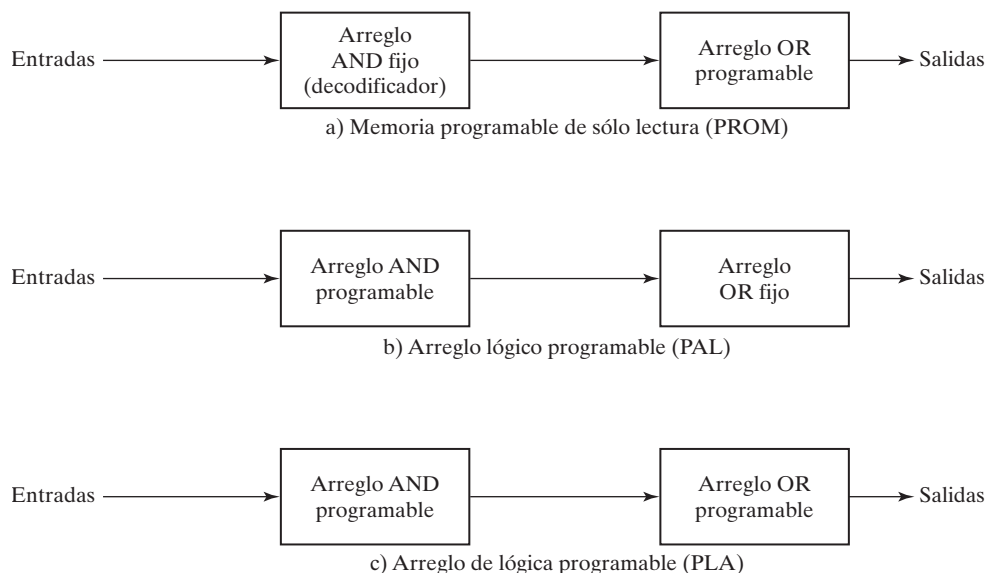 Entradas
Arreglo
AND fijo
(decodificador)
Arreglo OR
programable
Salidas
a) Memoria programable de sólo lectura (PROM)
Entradas
Arreglo AND
programable
Arreglo
OR fijo
Salidas
b) Arreglo lógico programable (PAL)
Entradas
Arreglo AND
programable
Arreglo OR
programable
Salidas
c) Arreglo de lógica programable (PLA)